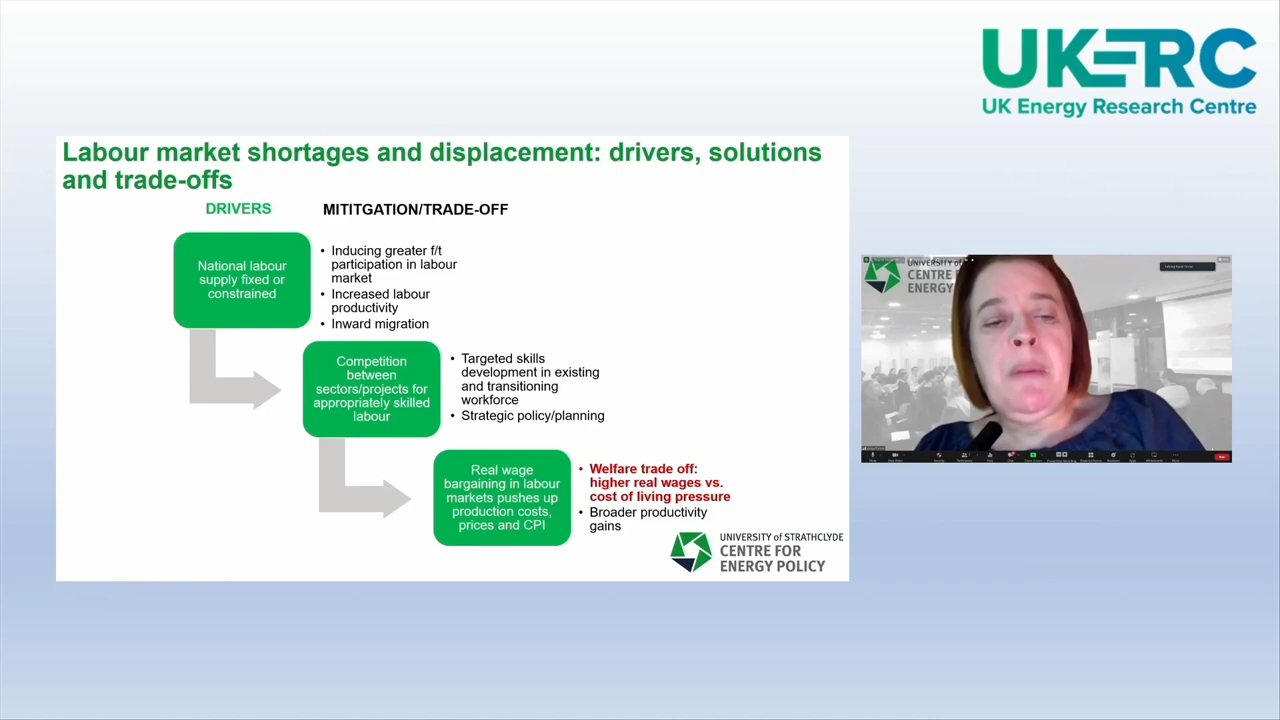 UKERC
UK Energy Research Centre
Labour market shortages and displacement: drivers, solutions
and trade-offs
DRIVERS
MITITGATION/TRADE-OFF
National labour
supply fixed or
constrained
• Inducing greater f/t
participation in labour
market
• Increased labour
productivity
• Inward migration
Competition
between
sectors/projects for
appropriately skilled
labour
• Targeted skills
development in existing
and transitioning
workforce
• Strategic policy/planning
Real wage
bargaining in labour
markets pushes up
production costs,
prices and CPI
• Welfare trade off:
higher real wages vs.
cost of living pressure
• Broader productivity
gains
UNIVERSITY of STRATHCLYDE
CENTRE FOR
ENERGY POLICY
UNIVERSITY of
CENTRE F
ENERGY